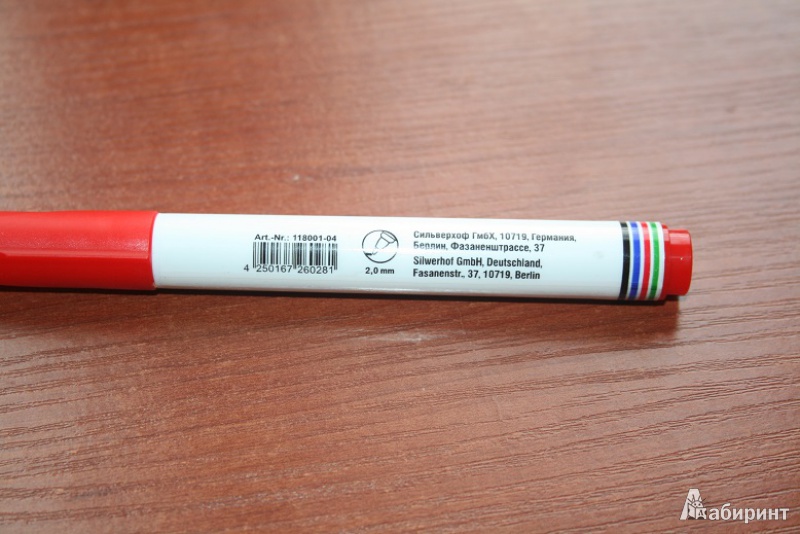 Art.-Nr.: 118001-04
4 250167 260281
2,0 mm
Сильверхоф ГмбХ, 10719, Германия,
Берлин, Фазаненштрассе, 37
Silwerhof GmbH, Deutschland,
Fasanenstr., 37, 10719, Berlin
Лабиринт